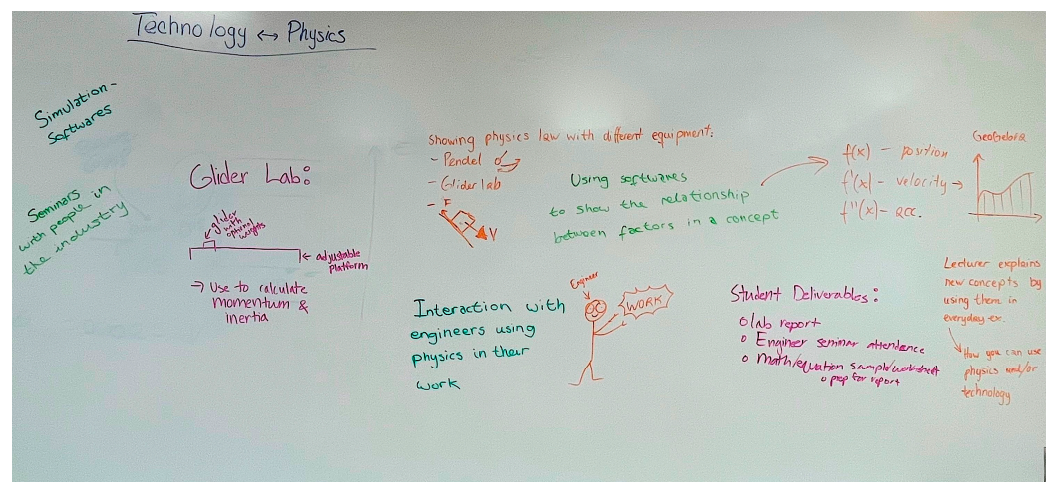 Technology ↔ Physics
Simulation-
Softwares
Seminars
with people in
the industry
Glider Lab:
glider
with
optional
weights
← adjustable
platform
→ Use to calculate
momentum &
inertia
Showing physics law with different equipment:
- Pendel
- Glider lab
- F
V
Using softwares
to show the relationship
between factors in a concept
f(x) - position
f'(x) - velocity →
f''(x) - acc.
GeoGebra
Interaction with
engineers using
physics in their
work
Engineer
WORK
Student Deliverables:
o lab report
o Engineer seminar attendance
o Math/equation sample/worksheet
o prep for report
Lecturer explains
new concepts by
using them in
everyday ex.
How you can use
physics and/or
technology